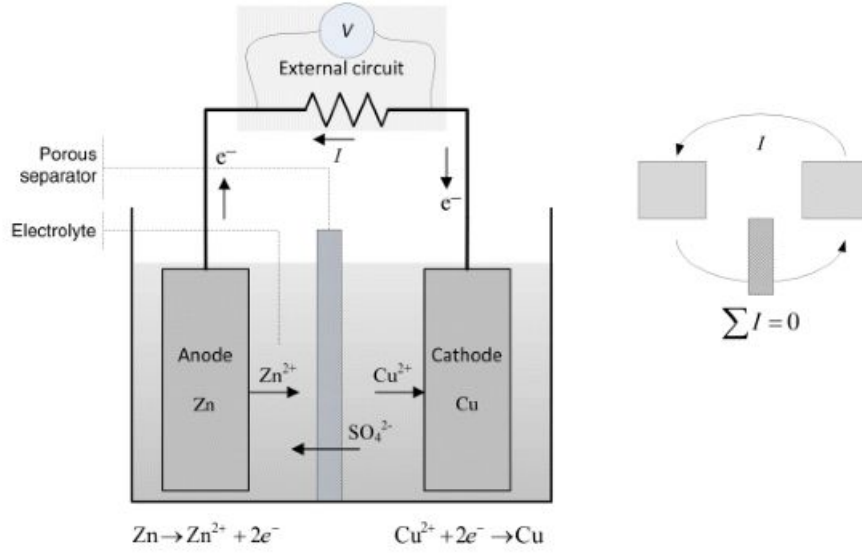 V
External circuit
I
e⁻
e⁻
Porous
separator
Electrolyte
Anode
Zn
Zn²⁺
Cu²⁺
SO₄²⁻
Cathode
Cu
Zn→Zn²⁺ + 2e⁻
Cu²⁺ + 2e⁻ →Cu
I
∑ I = 0